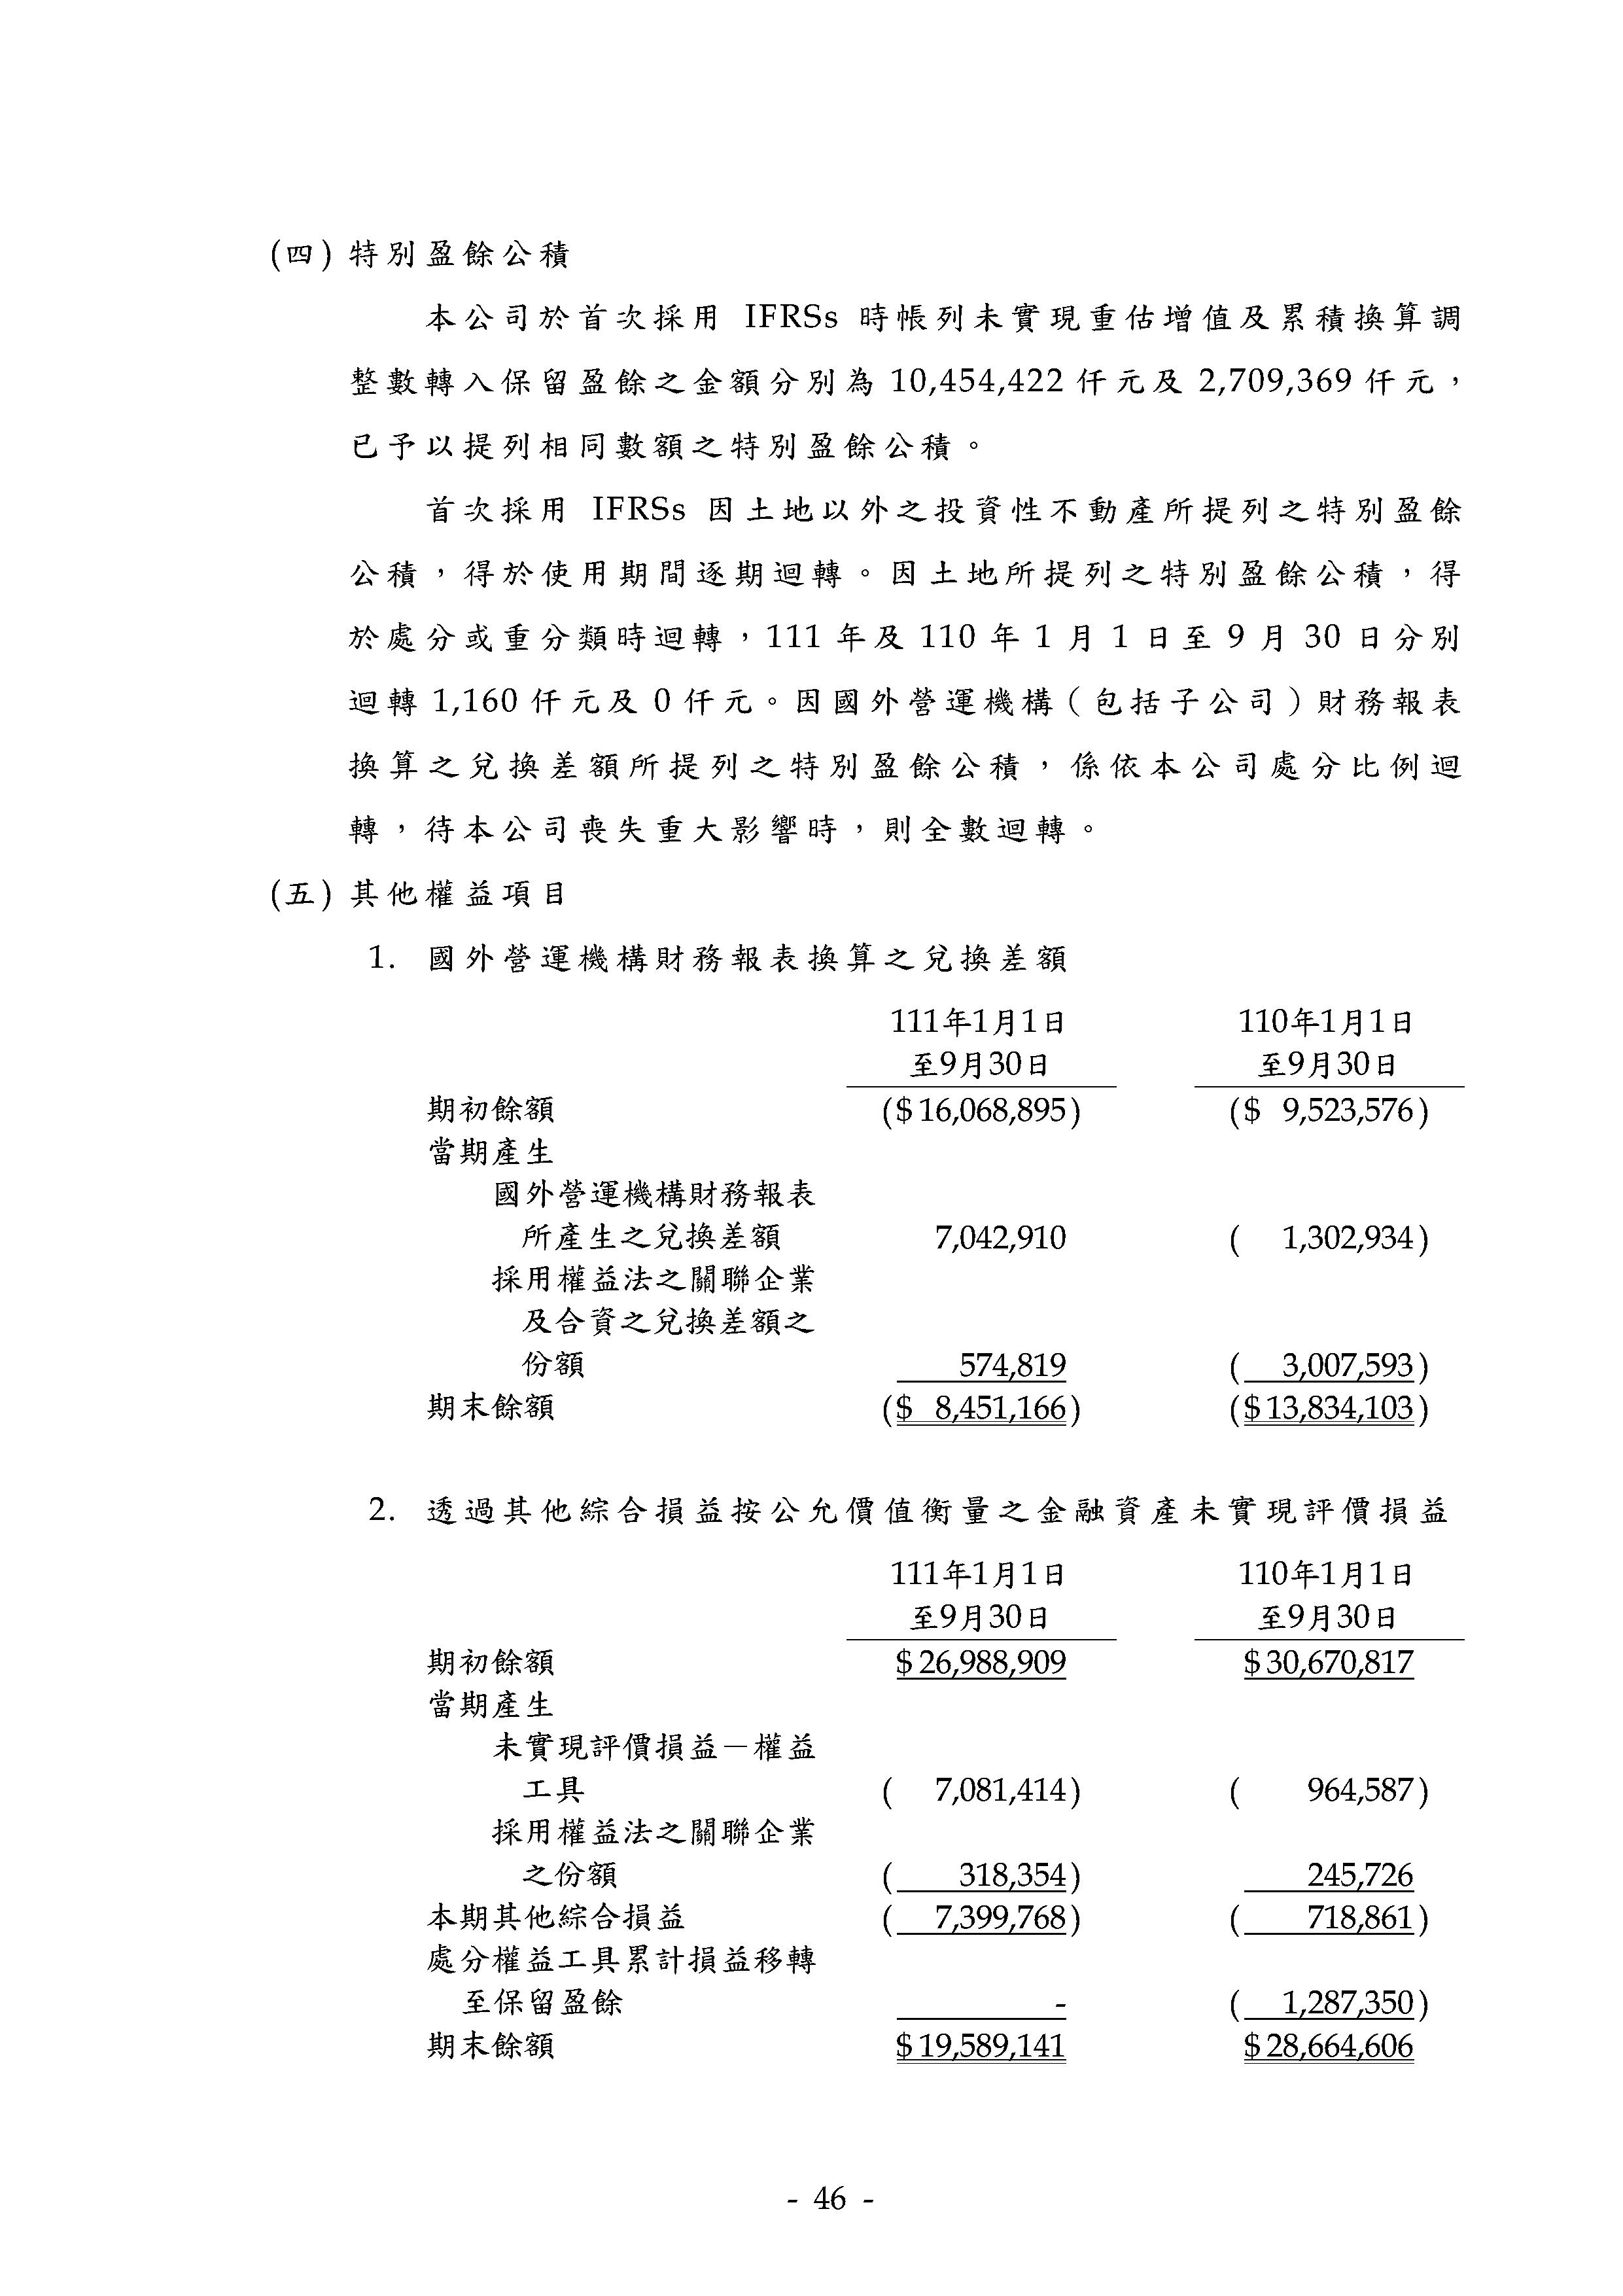 (四) 特別盈餘公積
本公司於首次採用 IFRSs 時帳列未實現重估增值及累積換算調
整數轉入保留盈餘之金額分別為 10,454,422 仟元及 2,709,369 仟元，
已予以提列相同數額之特別盈餘公積。
首次採用 IFRSs 因土地以外之投資性不動產所提列之特別盈餘
公積，得於使用期間逐期迴轉。因土地所提列之特別盈餘公積，得
於處分或重分類時迴轉，111 年及 110 年 1 月 1 日至 9 月 30 日分別
迴轉 1,160 仟元及 0 仟元。因國外營運機構（包括子公司）財務報表
換算之兌換差額所提列之特別盈餘公積，係依本公司處分比例迴
轉，待本公司喪失重大影響時，則全數迴轉。
(五) 其他權益項目
1. 國外營運機構財務報表換算之兌換差額
111年1月1日 110年1月1日
至9月30日 至9月30日
期初餘額 ($ 16,068,895) ($ 9,523,576)
當期產生
國外營運機構財務報表
所產生之兌換差額 7,042,910 ( 1,302,934)
採用權益法之關聯企業
及合資之兌換差額之
份額 574,819 ( 3,007,593)
期末餘額 ($ 8,451,166) ($ 13,834,103)
2. 透過其他綜合損益按公允價值衡量之金融資產未實現評價損益
111年1月1日 110年1月1日
至9月30日 至9月30日
期初餘額 $ 26,988,909 $ 30,670,817
當期產生
未實現評價損益－權益
工具 ( 7,081,414) ( 964,587)
採用權益法之關聯企業
之份額 ( 318,354) 245,726
本期其他綜合損益 ( 7,399,768) ( 718,861)
處分權益工具累計損益移轉
至保留盈餘 - ( 1,287,350)
期末餘額 $ 19,589,141 $ 28,664,606
- 46 -